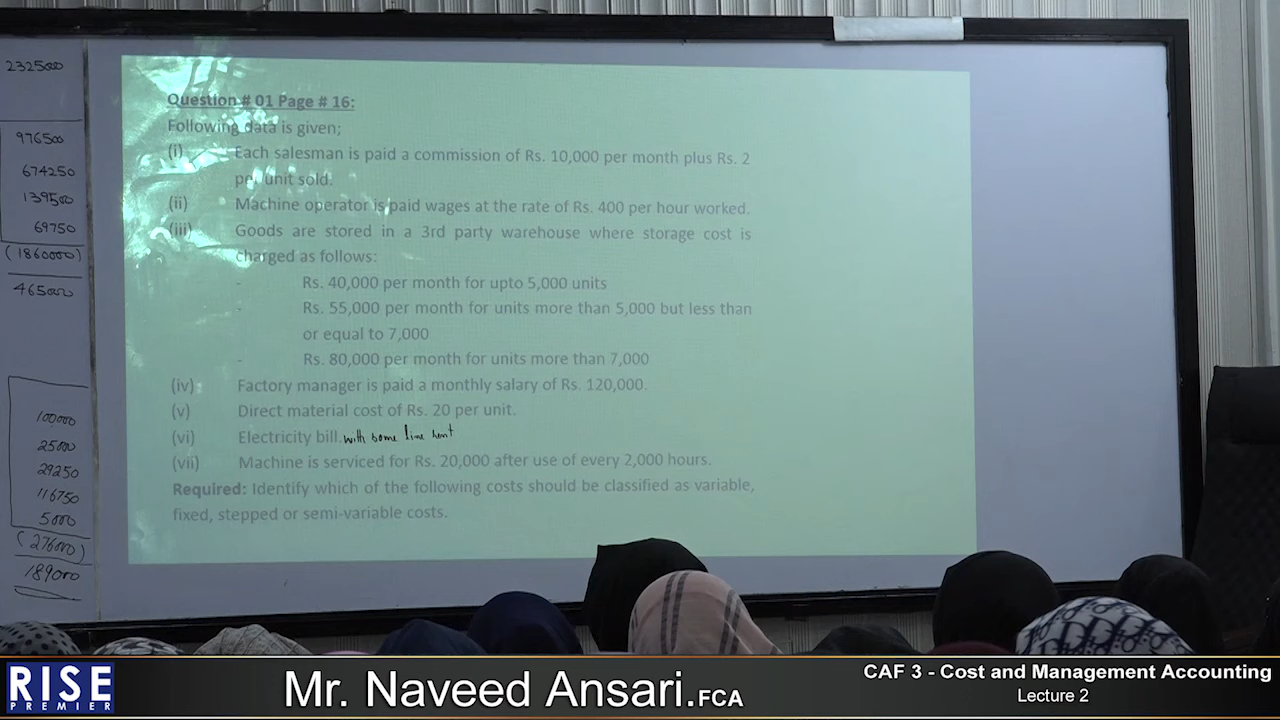 2325000
976500
674250
139500
69750
(1860000)
465000
100000
25000
29250
116750
5000
(276000)
189000
Question # 01 Page # 16:
Following data is given;
(i) Each salesman is paid a commission of Rs. 10,000 per month plus Rs. 2
per unit sold.
(ii) Machine operator is paid wages at the rate of Rs. 400 per hour worked.
(iii) Goods are stored in a 3rd party warehouse where storage cost is
charged as follows:
- Rs. 40,000 per month for upto 5,000 units
- Rs. 55,000 per month for units more than 5,000 but less than
or equal to 7,000
- Rs. 80,000 per month for units more than 7,000
(iv) Factory manager is paid a monthly salary of Rs. 120,000.
(v) Direct material cost of Rs. 20 per unit.
(vi) Electricity bill. with some line rent
(vii) Machine is serviced for Rs. 20,000 after use of every 2,000 hours.
Required: Identify which of the following costs should be classified as variable,
fixed, stepped or semi-variable costs.
RISE
PREMIER
Mr. Naveed Ansari.FCA
CAF 3 - Cost and Management Accounting
Lecture 2